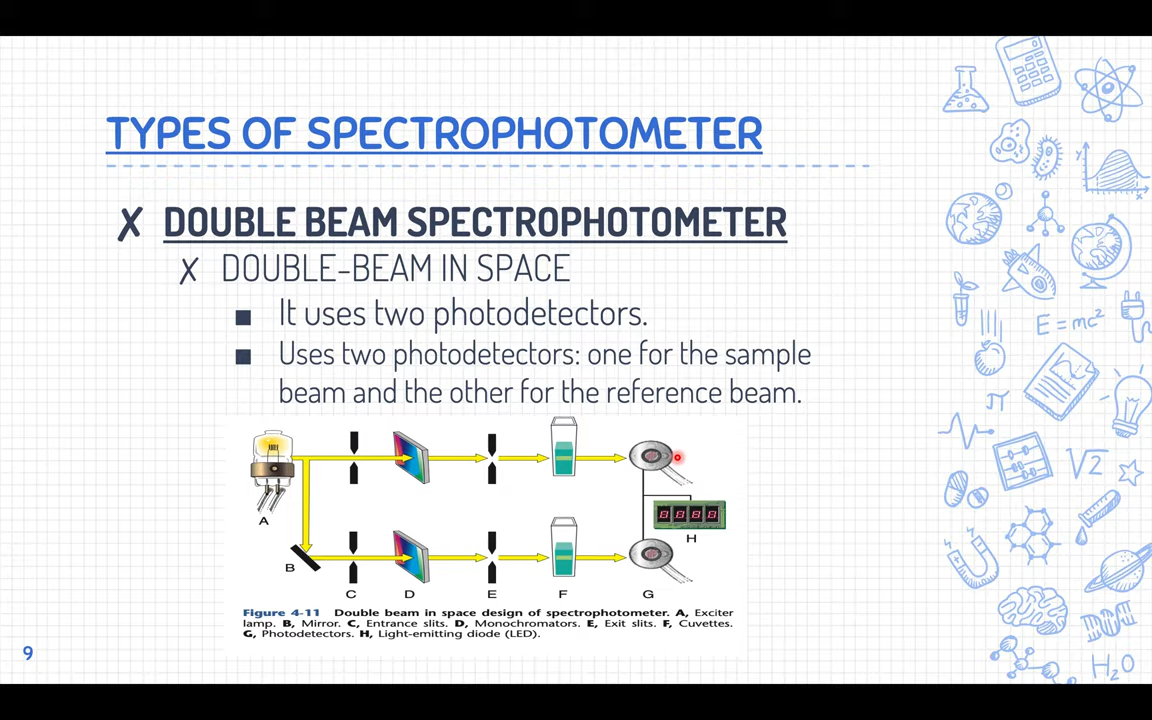 TYPES OF SPECTROPHOTOMETER
✗ DOUBLE BEAM SPECTROPHOTOMETER
✗ DOUBLE-BEAM IN SPACE
■ It uses two photodetectors.
■ Uses two photodetectors: one for the sample
beam and the other for the reference beam.
A
B
C D E F G
H
8888
Figure 4-11 Double beam in space design of spectrophotometer. A, Exciter
lamp. B, Mirror. C, Entrance slits. D, Monochromators. E, Exit slits. F, Cuvettes.
G, Photodetectors. H, Light-emitting diode (LED).
9
y
x
E=mc²
π
√2
H₂O